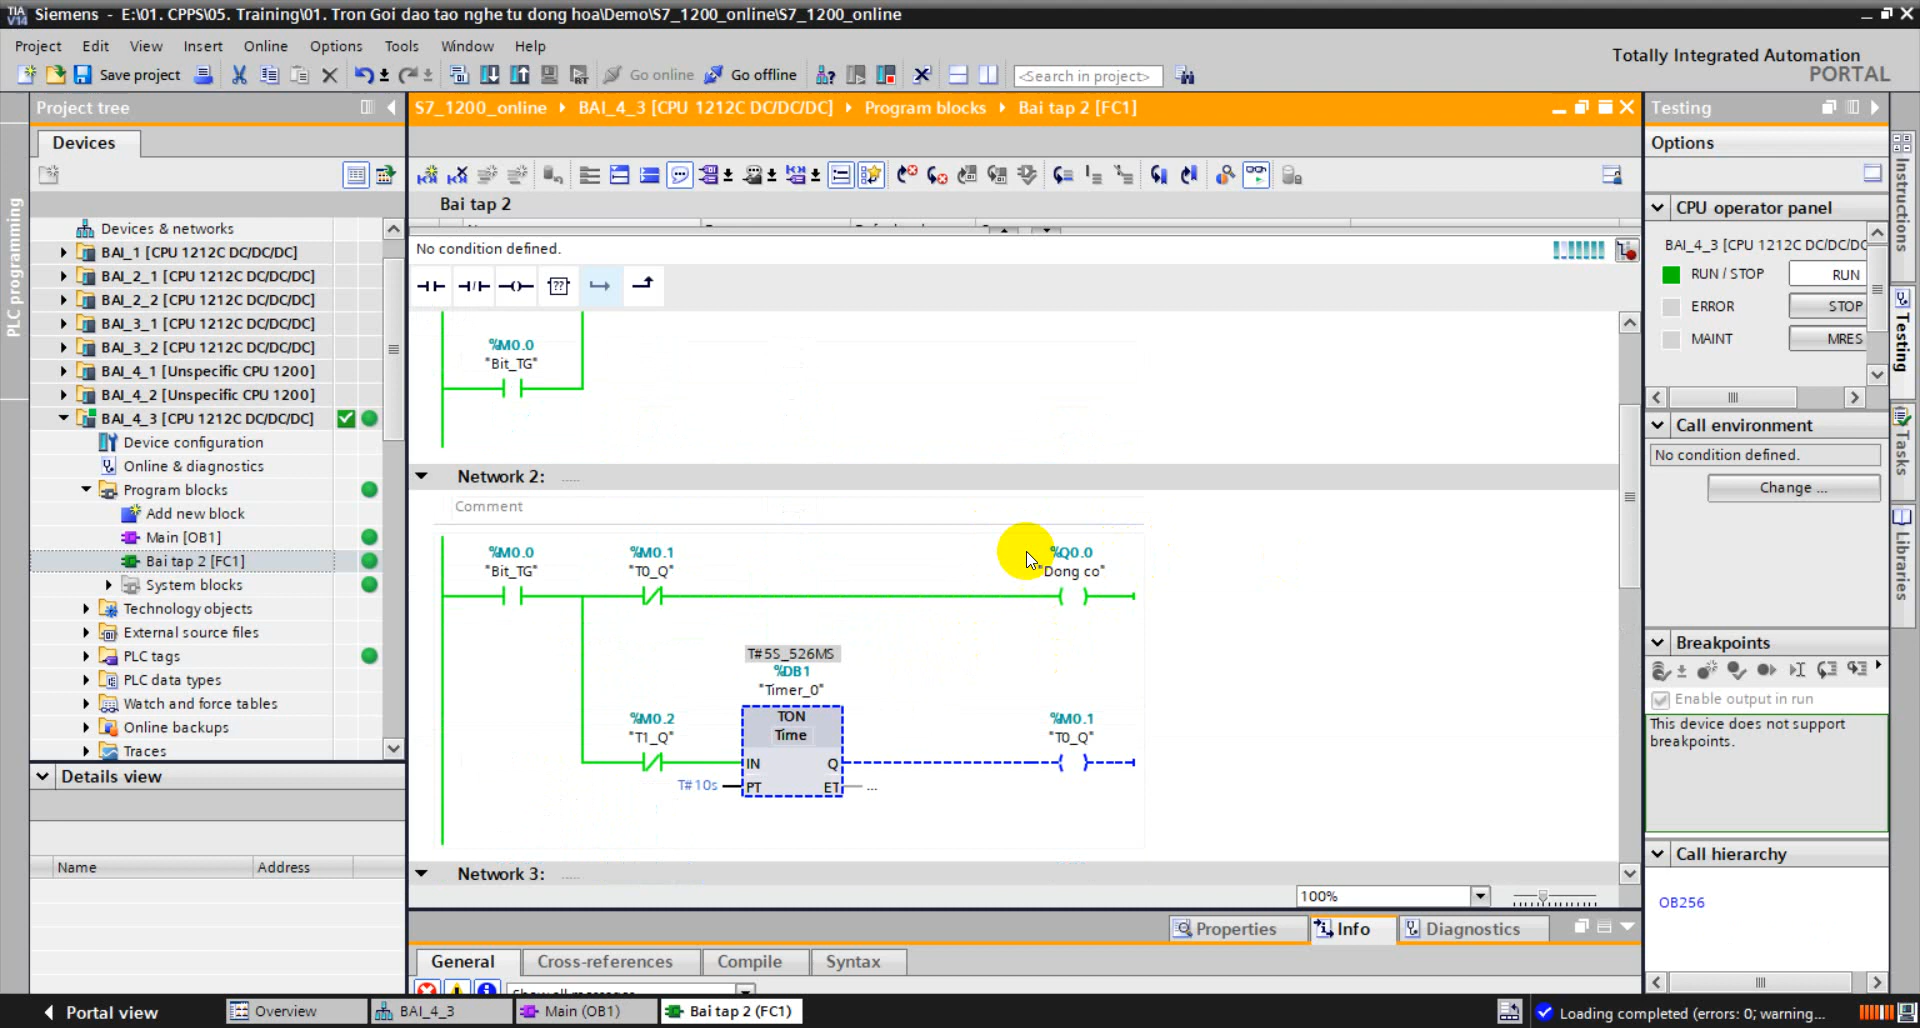 TIA V14 Siemens - E:\01. CPPS\05. Training\01. Tron Goi dao tao nghe tu dong hoa\Demo\S7_1200_online\S7_1200_online
Project Edit View Insert Online Options Tools Window Help
Totally Integrated Automation
PORTAL
Save project Go online Go offline <Search in project>
Project tree
S7_1200_online BAI_4_3 [CPU 1212C DC/DC/DC] Program blocks Bai tap 2 [FC1]
Testing
Devices
Options
PLC programming
Bai tap 2
CPU operator panel
Devices & networks
BAI_1 [CPU 1212C DC/DC/DC]
BAI_2_1 [CPU 1212C DC/DC/DC]
BAI_2_2 [CPU 1212C DC/DC/DC]
BAI_3_1 [CPU 1212C DC/DC/DC]
BAI_3_2 [CPU 1212C DC/DC/DC]
BAI_4_1 [Unspecific CPU 1200]
BAI_4_2 [Unspecific CPU 1200]
BAI_4_3 [CPU 1212C DC/DC/DC]
Device configuration
Online & diagnostics
Program blocks
Add new block
Main [OB1]
Bai tap 2 [FC1]
System blocks
Technology objects
External source files
PLC tags
PLC data types
Watch and force tables
Online backups
Traces
Details view
Name Address
No condition defined.
??
%M0.0
"Bit_TG"
Network 2: .....
Comment
%M0.0 %M0.1 %Q0.0
"Bit_TG" "T0_Q" "Dong co"
T#5S_526MS
%DB1
"Timer_0"
%M0.2 TON %M0.1
"T1_Q" Time "T0_Q"
IN Q
T#10s PT ET ...
Network 3: .....
100%
Properties Info Diagnostics
General Cross-references Compile Syntax
BAI_4_3 [CPU 1212C DC/DC/DC
RUN / STOP RUN
ERROR STOP
MAINT MRES
Call environment
No condition defined.
Change ...
Breakpoints
Enable output in run
This device does not support
breakpoints.
Call hierarchy
OB256
Instructions
Testing
Tasks
Libraries
Portal view Overview BAI_4_3 Main (OB1) Bai tap 2 (FC1) Loading completed (errors: 0; warning...